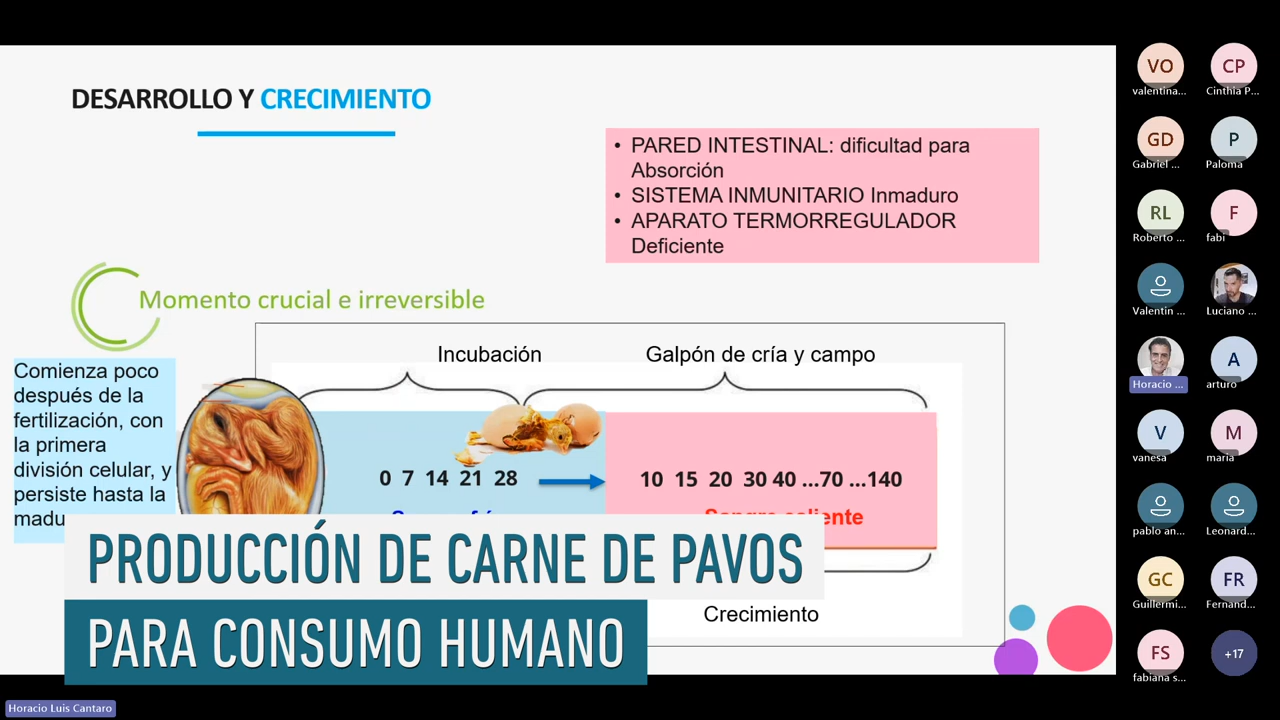 DESARROLLO Y CRECIMIENTO
• PARED INTESTINAL: dificultad para
Absorción
• SISTEMA INMUNITARIO Inmaduro
• APARATO TERMORREGULADOR
Deficiente
Momento crucial e irreversible
Comienza poco
después de la
fertilización, con
la primera
división celular, y
persiste hasta la
Incubación
Galpón de cría y campo
0 7 14 21 28
10 15 20 30 40 ...70 ...140
Crecimiento
PRODUCCIÓN DE CARNE DE PAVOS
PARA CONSUMO HUMANO
VO
valentina...
CP
Cinthia P...
GD
Gabriel ...
P
Paloma
RL
Roberto ...
F
fabi
Valentin ...
Luciano ...
Horacio ...
A
arturo
V
vanesa
M
maria
pablo an...
Leonard...
GC
Guillermi...
FR
Fernand...
FS
fabiana s...
+17
Horacio Luis Cantaro